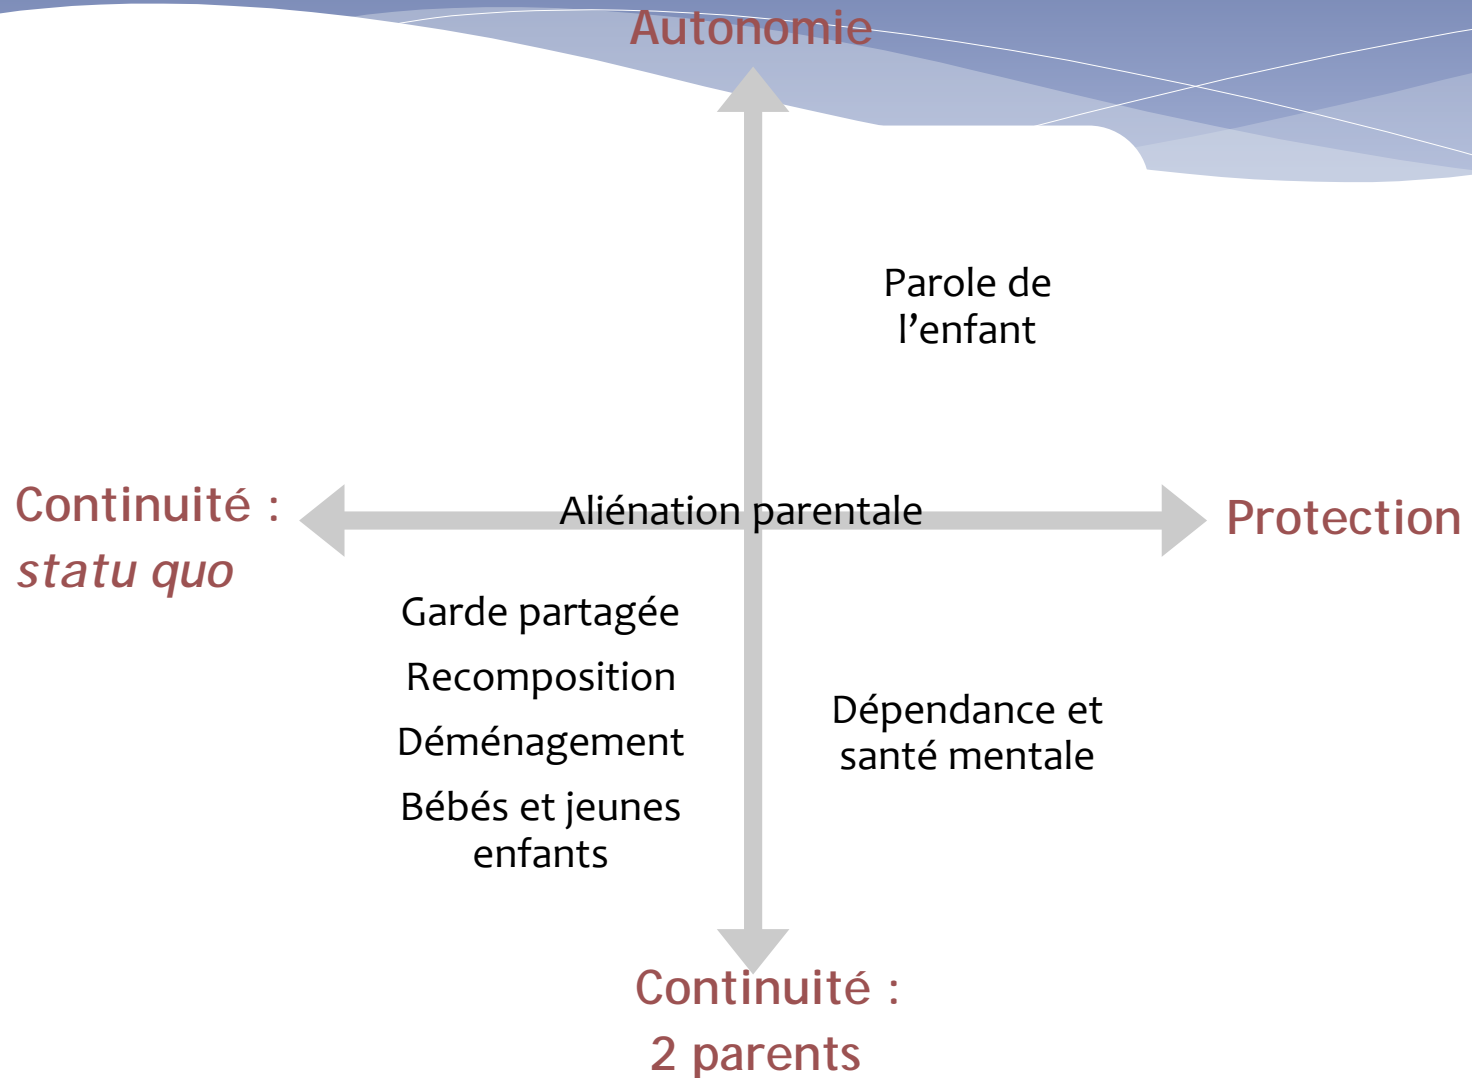 Autonomie
Parole de
l’enfant
Continuité :
statu quo
Aliénation parentale
Protection
Garde partagée
Recomposition
Déménagement
Bébés et jeunes
enfants
Dépendance et
santé mentale
Continuité :
2 parents